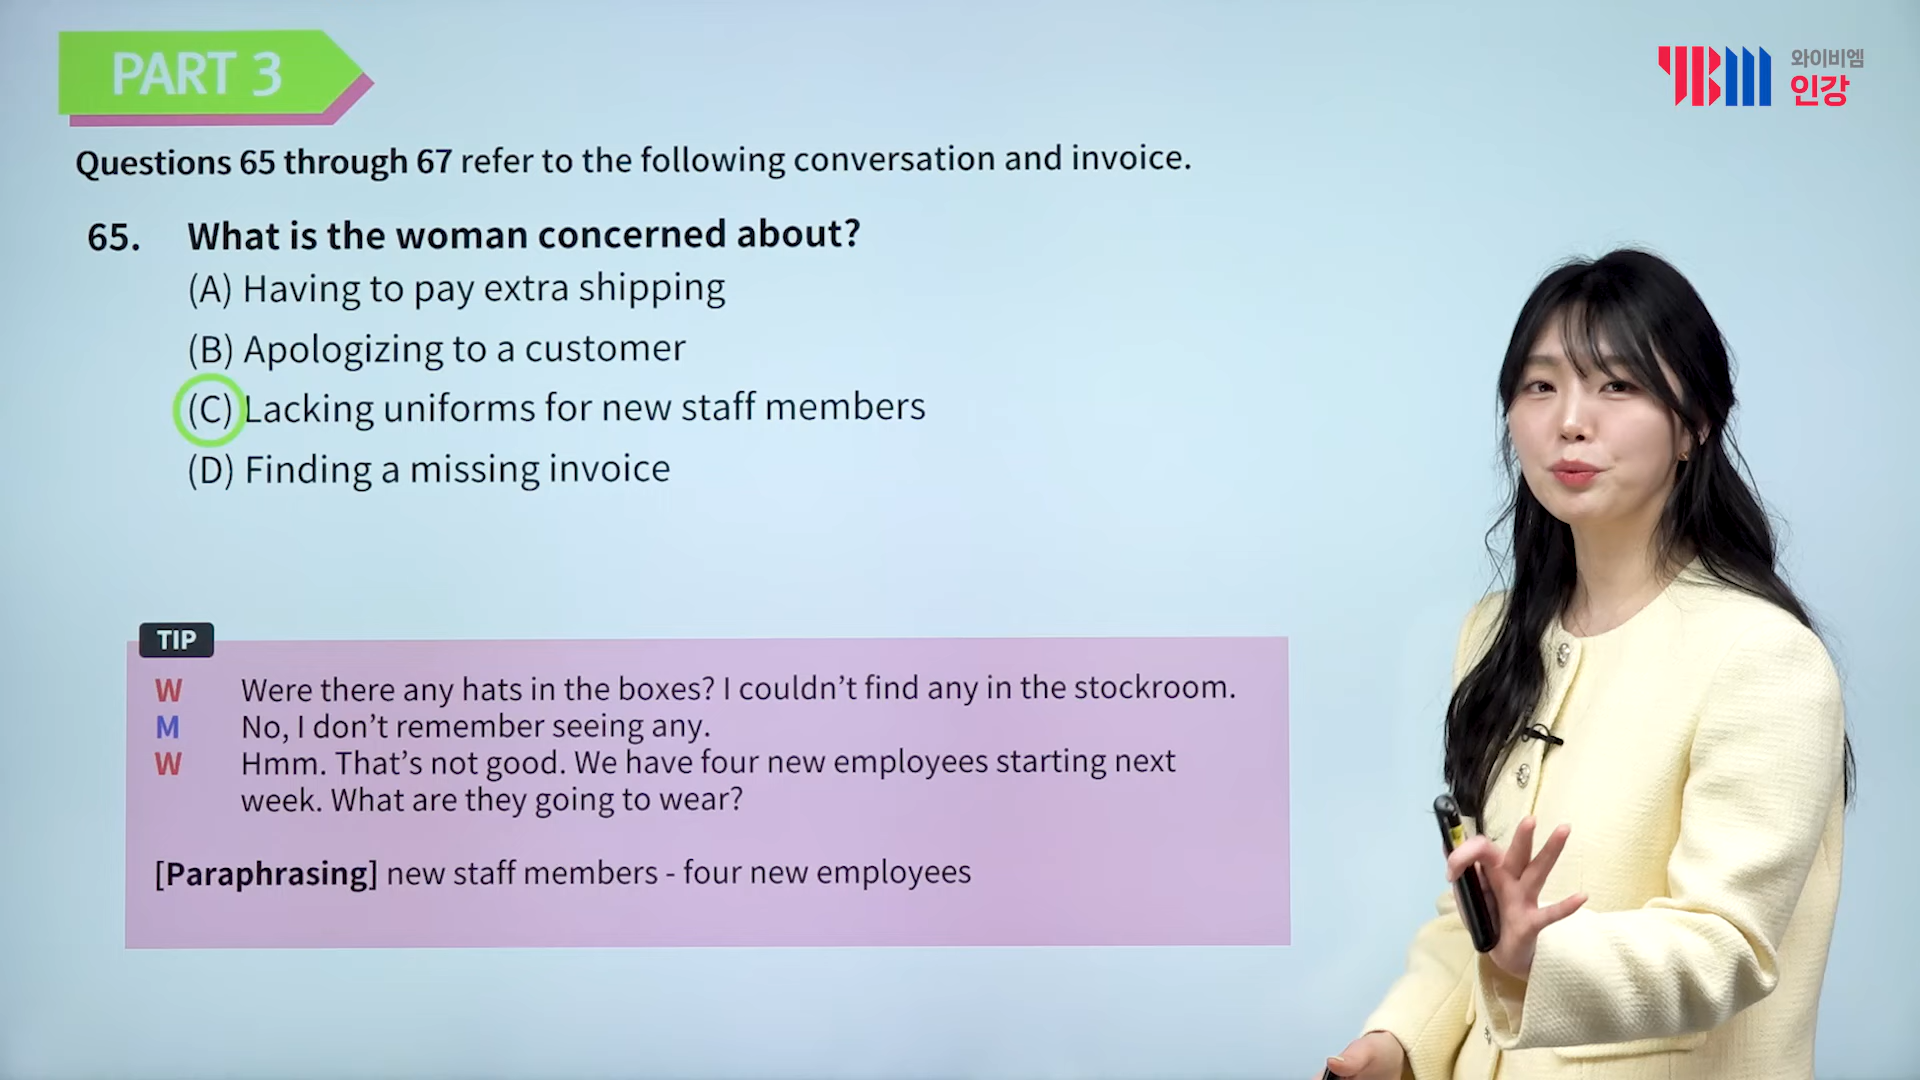 PART 3
YBM 와이비엠
인강
Questions 65 through 67 refer to the following conversation and invoice.
65. What is the woman concerned about?
(A) Having to pay extra shipping
(B) Apologizing to a customer
(C) Lacking uniforms for new staff members
(D) Finding a missing invoice
TIP
W Were there any hats in the boxes? I couldn't find any in the stockroom.
M No, I don't remember seeing any.
W Hmm. That's not good. We have four new employees starting next
week. What are they going to wear?
[Paraphrasing] new staff members - four new employees